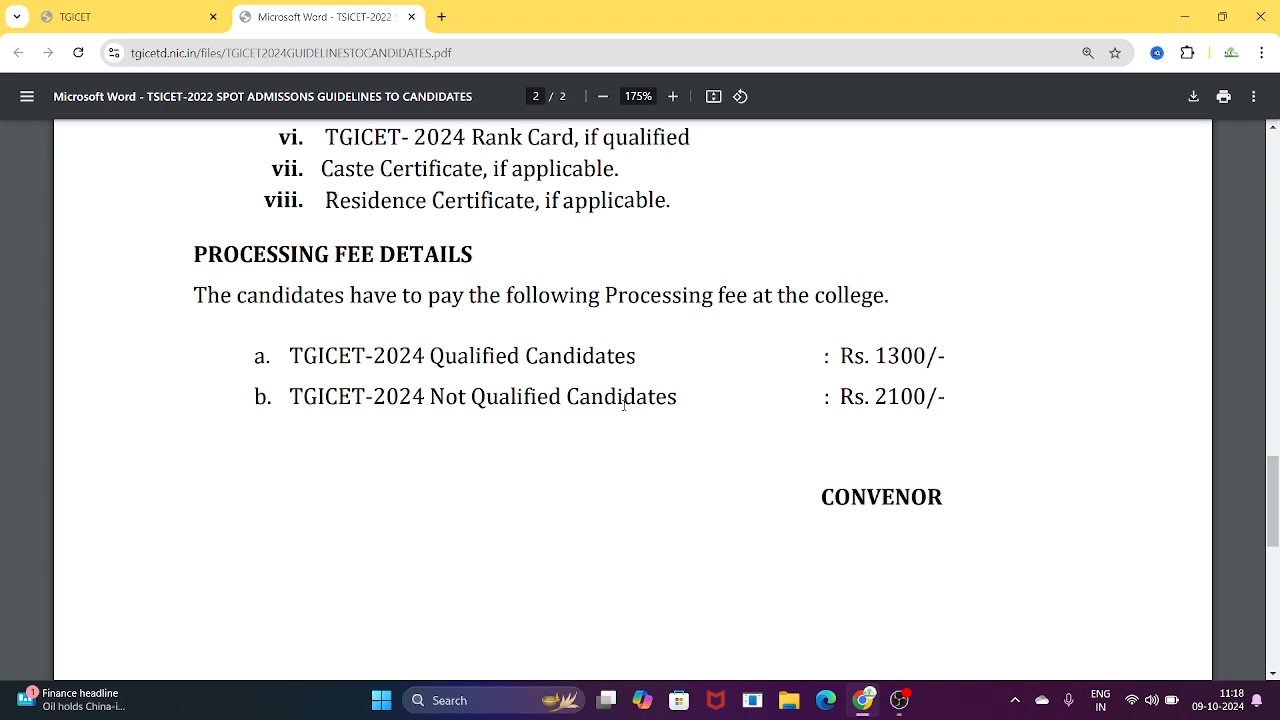 TGICET
Microsoft Word - TSICET-2022 S
tgicetd.nic.in/files/TGICET2024GUIDELINESTOCANDIDATES.pdf
Microsoft Word - TSICET-2022 SPOT ADMISSONS GUIDELINES TO CANDIDATES
2 / 2
175%
vi. TGICET- 2024 Rank Card, if qualified
vii. Caste Certificate, if applicable.
viii. Residence Certificate, if applicable.
PROCESSING FEE DETAILS
The candidates have to pay the following Processing fee at the college.
a. TGICET-2024 Qualified Candidates : Rs. 1300/-
b. TGICET-2024 Not Qualified Candidates : Rs. 2100/-
CONVENOR
1
Finance headline
Oil holds China-i...
Search
ENG
IN
11:18
09-10-2024